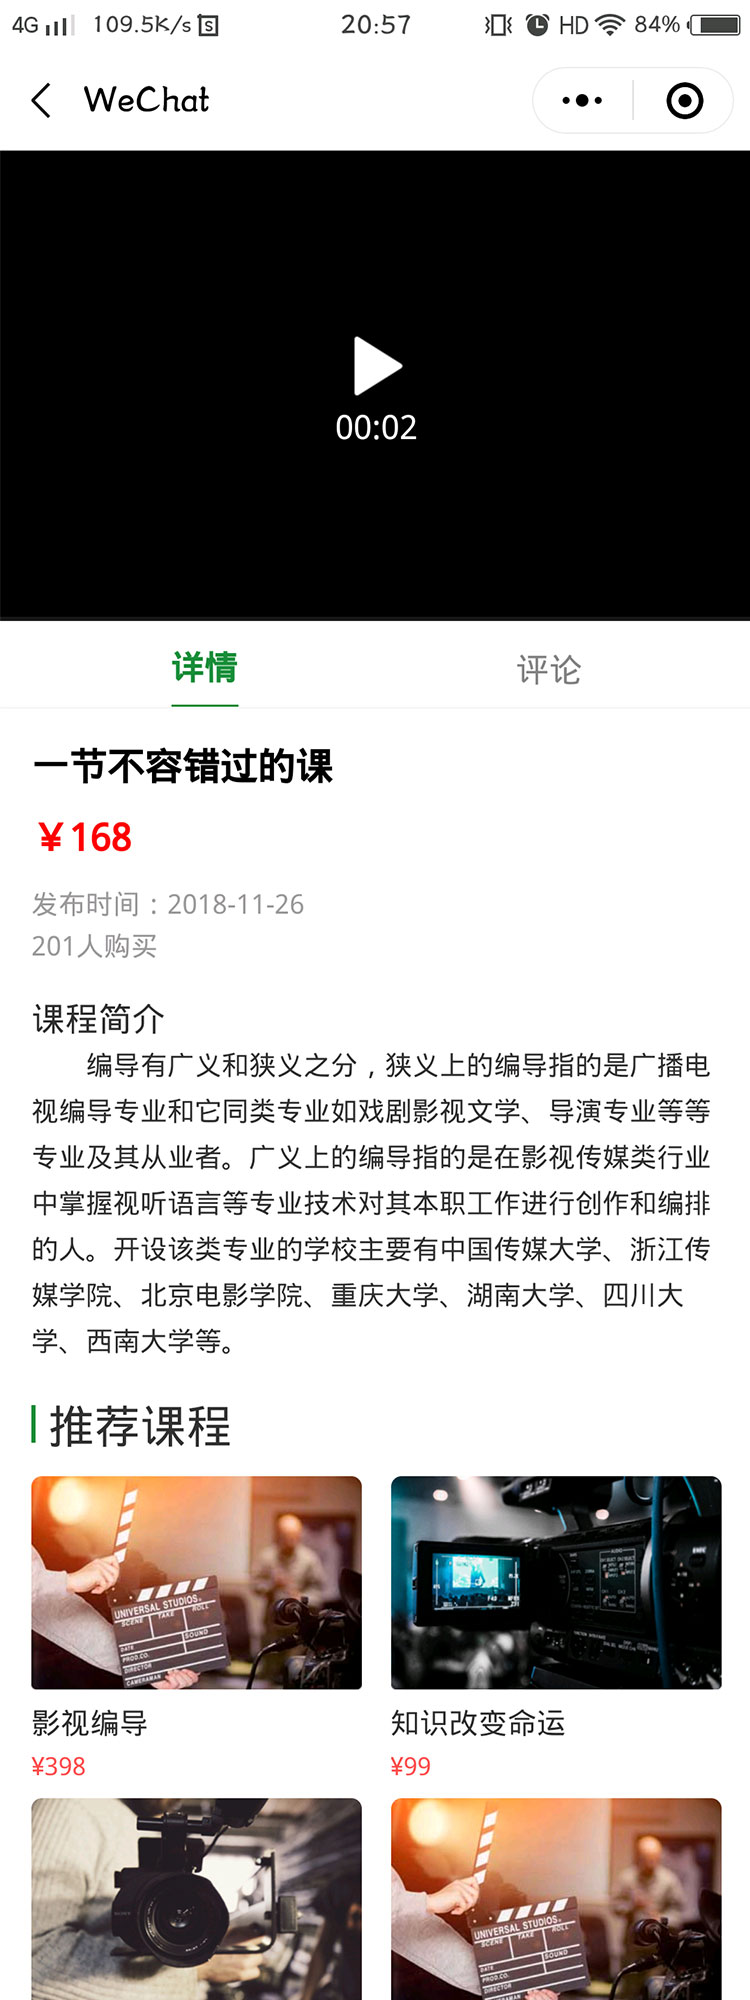 4G 109.5K/s 20:57 HD 84%
WeChat
00:02
详情 评论
一节不容错过的课
￥168
发布时间：2018-11-26
201人购买
课程简介
编导有广义和狭义之分，狭义上的编导指的是广播电
视编导专业和它同类专业如戏剧影视文学、导演专业等等
专业及其从业者。广义上的编导指的是在影视传媒类行业
中掌握视听语言等专业技术对其本职工作进行创作和编排
的人。开设该类专业的学校主要有中国传媒大学、浙江传
媒学院、北京电影学院、重庆大学、湖南大学、四川大
学、西南大学等。
推荐课程
UNIVERSAL STUDIOS
SCENE TAKE ROLL
DATE SOUND
PROD.CO.
DIRECTOR
CAMERAMAN
影视编导
¥398
知识改变命运
¥99
UNIVERSAL STUDIOS
SCENE TAKE ROLL
DATE SOUND
PROD.CO.
DIRECTOR